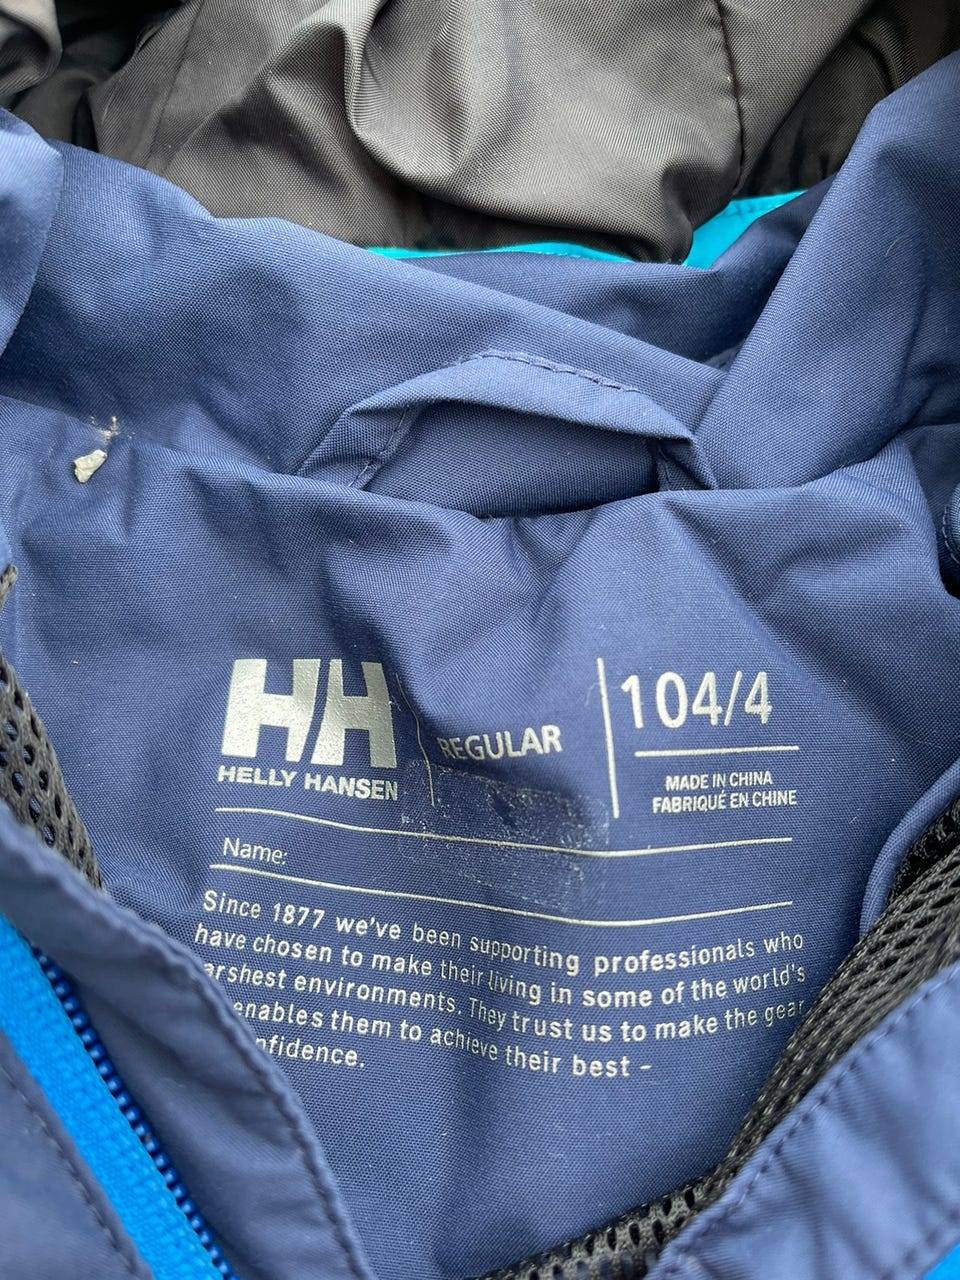 HH
HELLY HANSEN
REGULAR
104/4
MADE IN CHINA
FABRIQUÉ EN CHINE
Name:
Since 1877 we've been supporting professionals who
have chosen to make their living in some of the world's
arshest environments. They trust us to make the gear
enables them to achieve their best -
nfidence.